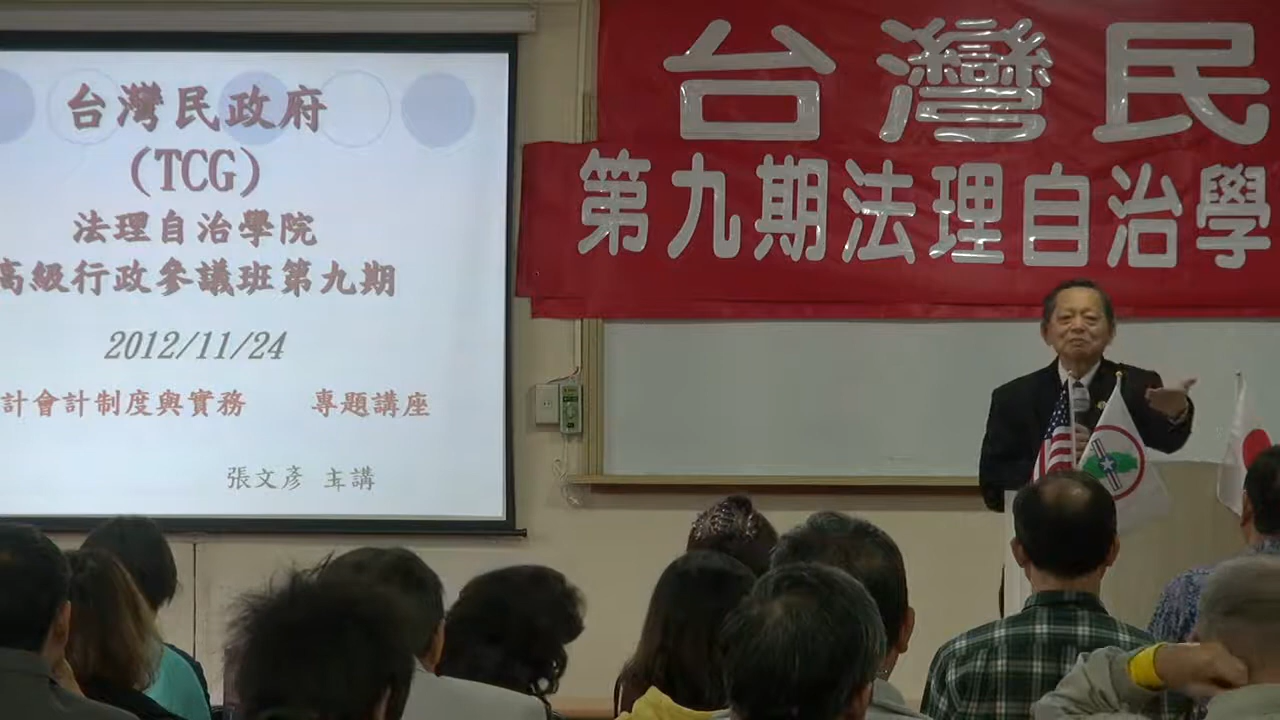 台灣民政府
(TCG)
法理自治學院
高級行政參議班第九期
2012/11/24
計會計制度與實務 專題講座
張文彥 主講
台灣民
第九期法理自治學